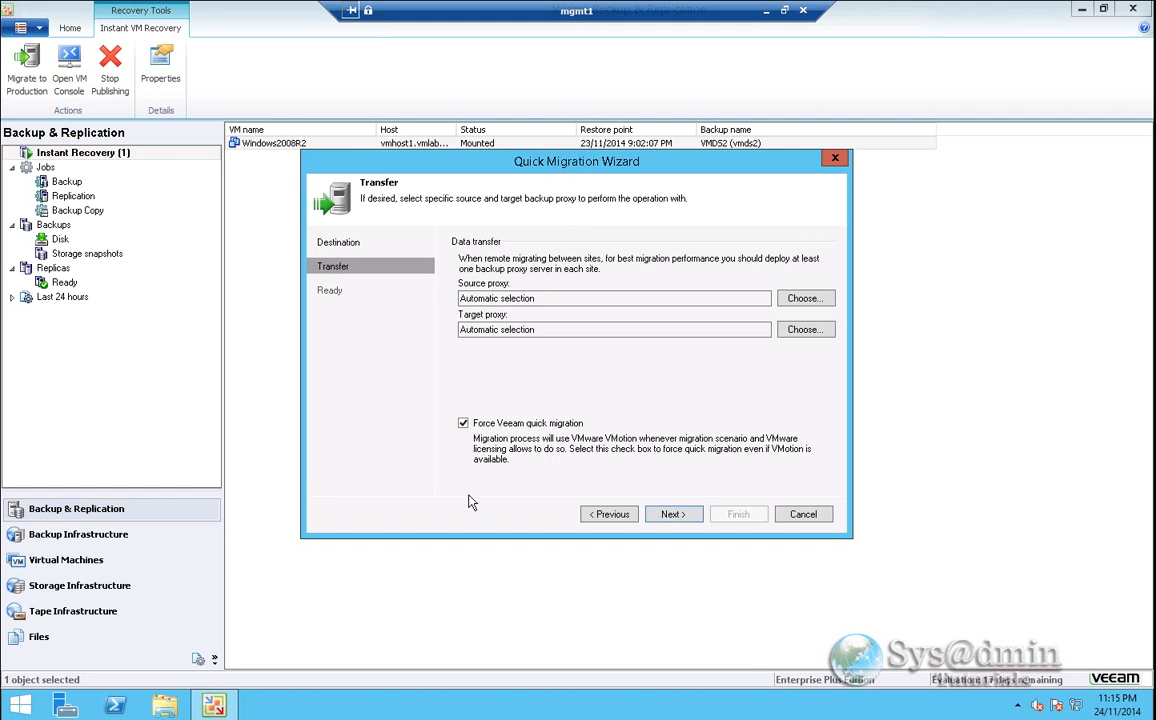 Recovery Tools
mgmt1
Home
Instant VM Recovery
Migrate to Production
Open VM Console
Stop Publishing
Properties
Actions
Details
Backup & Replication
Instant Recovery (1)
Jobs
Backup
Replication
Backup Copy
Backups
Disk
Storage snapshots
Replicas
Ready
Last 24 hours
VM name Host Status Restore point Backup name
Windows2008R2 vmhost1.vmlab... Mounted 23/11/2014 9:02:07 PM VMDS2 (vmds2)
Quick Migration Wizard
Transfer
If desired, select specific source and target backup proxy to perform the operation with.
Destination
Transfer
Ready
Data transfer
When remote migrating between sites, for best migration performance you should deploy at least
one backup proxy server in each site.
Source proxy:
Automatic selection Choose...
Target proxy:
Automatic selection Choose...
Force Veeam quick migration
Migration process will use VMware VMotion whenever migration scenario and VMware
licensing allows to do so. Select this check box to force quick migration even if VMotion is
available.
< Previous Next > Finish Cancel
Backup & Replication
Backup Infrastructure
Virtual Machines
Storage Infrastructure
Tape Infrastructure
Files
Sys@dmin
Tutorials
1 object selected
Enterprise Plus Edition
Evaluation: 17 days remaining
veeam
11:15 PM
24/11/2014